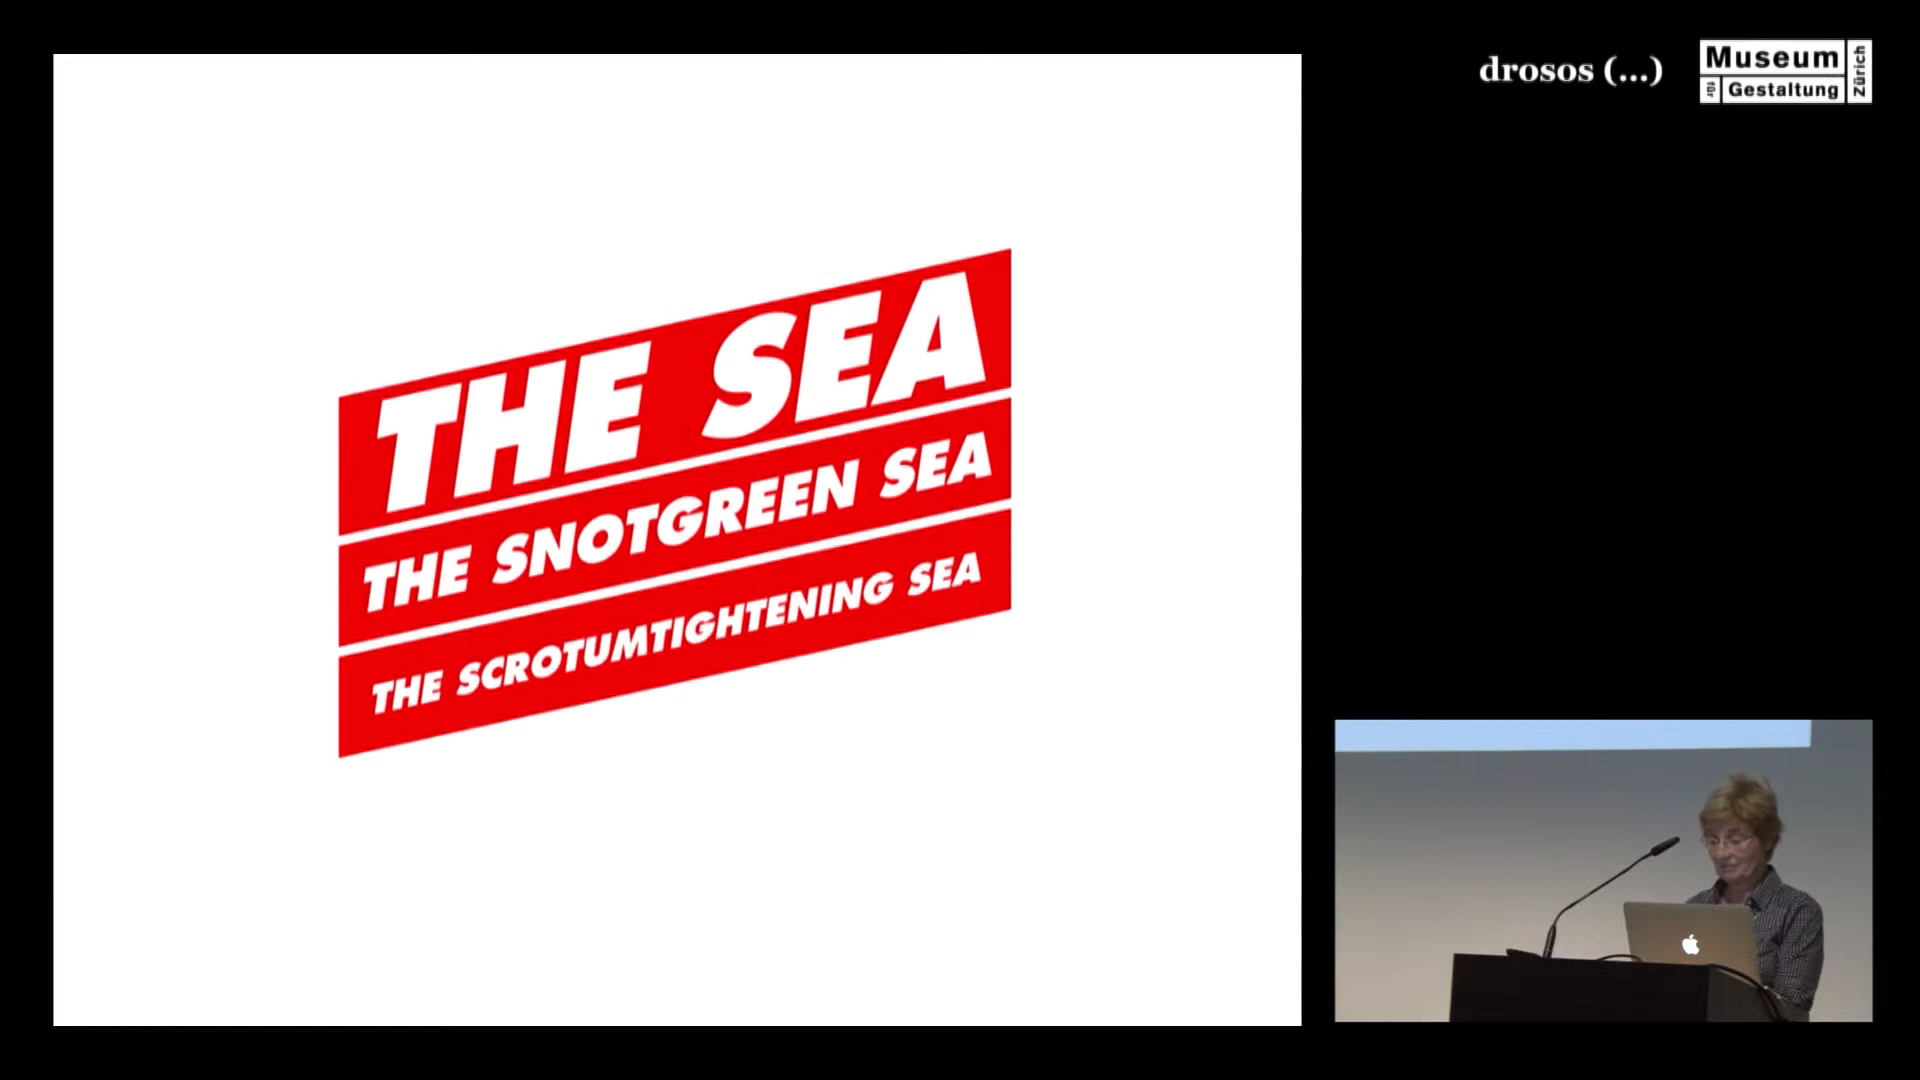 drosos (...)
Museum
für Gestaltung
Zürich
THE SEA
THE SNOTGREEN SEA
THE SCROTUMTIGHTENING SEA